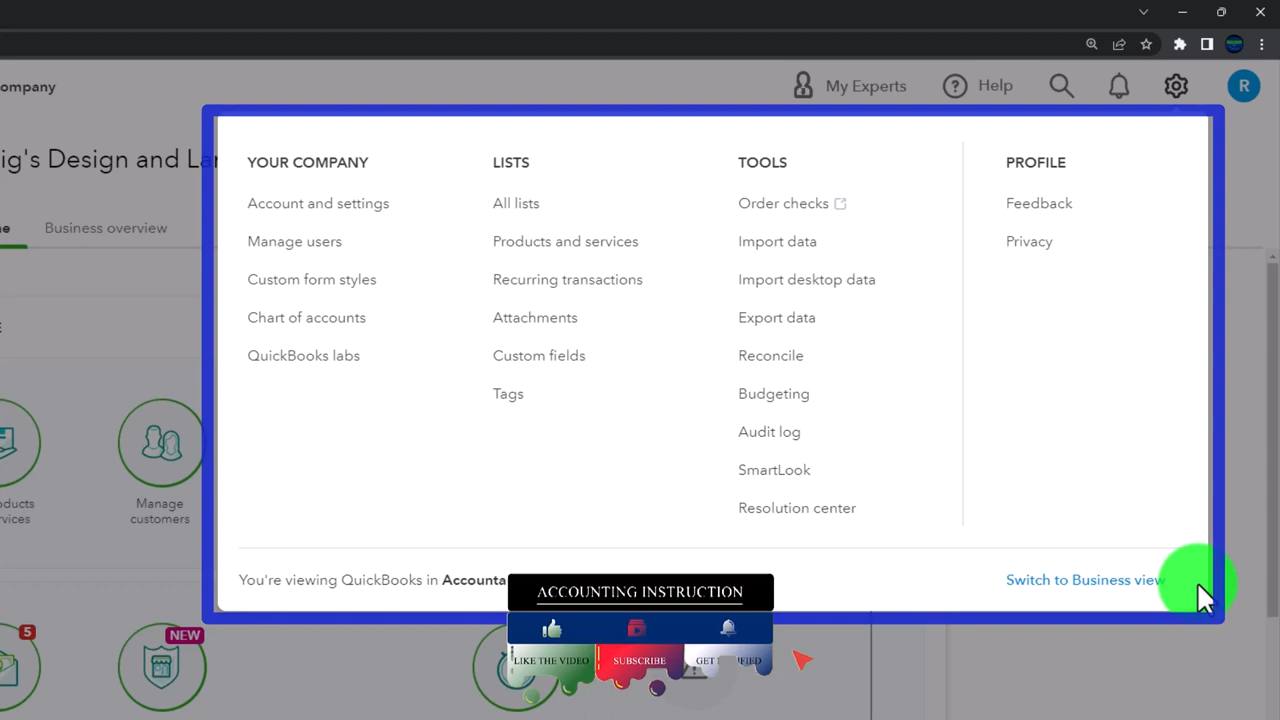 ompany
My Experts
Help
R
ig's Design and La
Business overview
YOUR COMPANY
Account and settings
Manage users
Custom form styles
Chart of accounts
QuickBooks labs
LISTS
All lists
Products and services
Recurring transactions
Attachments
Custom fields
Tags
TOOLS
Order checks
Import data
Import desktop data
Export data
Reconcile
Budgeting
Audit log
SmartLook
Resolution center
PROFILE
Feedback
Privacy
oducts
rvices
Manage
customers
You're viewing QuickBooks in Accounta
Switch to Business view
ACCOUNTING INSTRUCTION
LIKE THE VIDEO
SUBSCRIBE
5
NEW